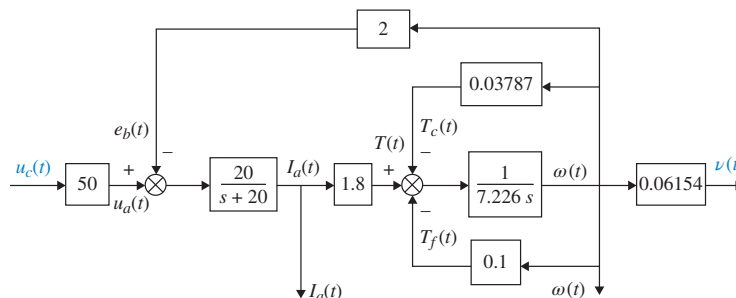 2
0.03787
e_b(t)
T_c(t)
T(t)
u_c(t)
50
+
−
u_a(t)
20
s + 20
I_a(t)
1.8
+
−
1
7.226 s
ω(t)
0.06154
ν(t
−
T_f(t)
0.1
I_a(t)
ω(t)